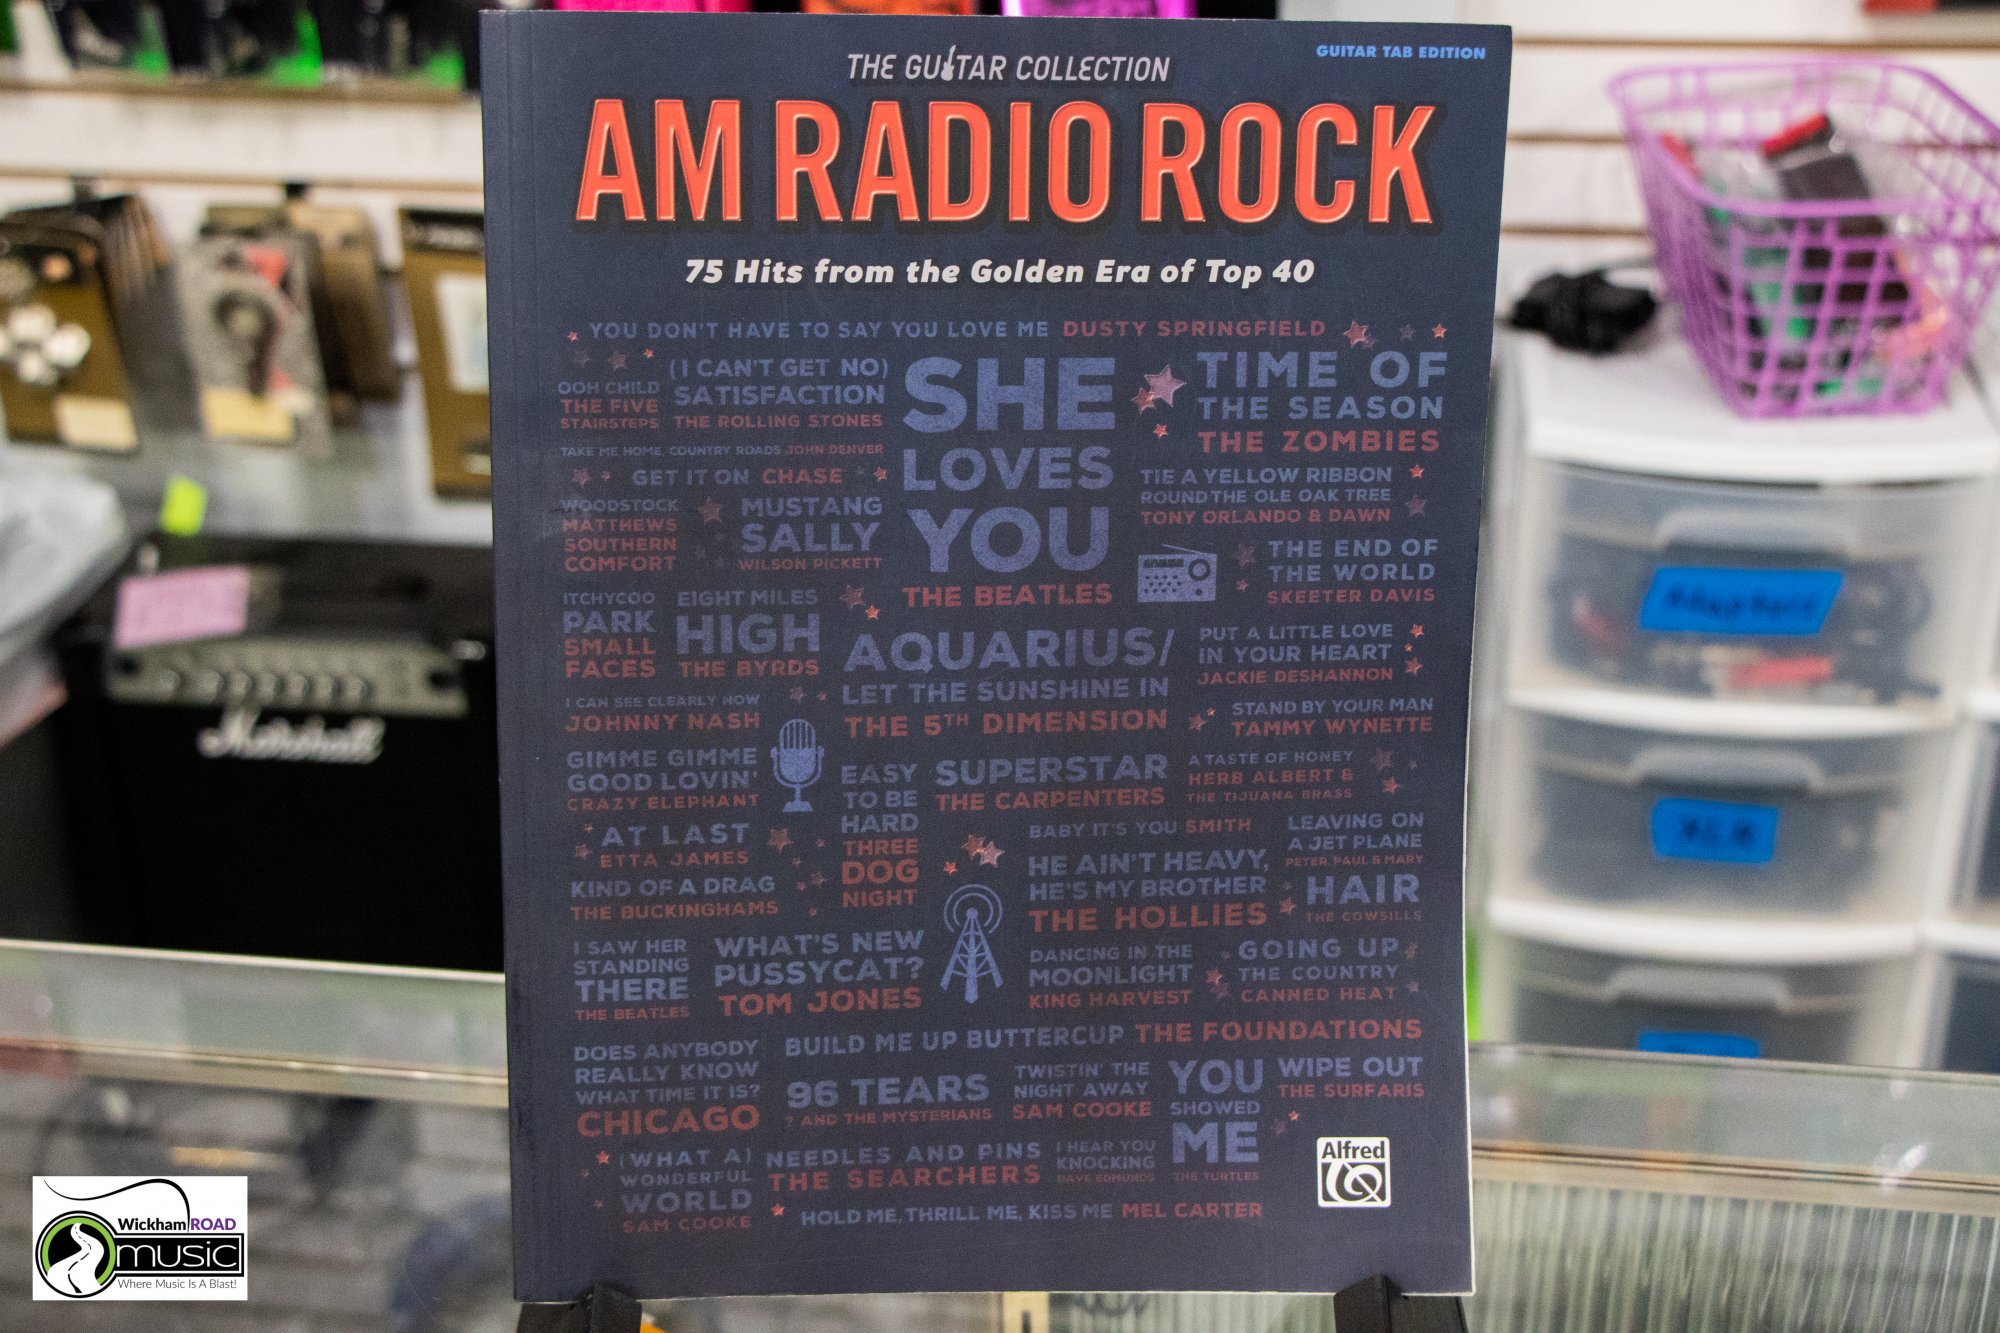 THE GUITAR COLLECTION
GUITAR TAB EDITION
AM RADIO ROCK
75 Hits from the Golden Era of Top 40
YOU DON'T HAVE TO SAY YOU LOVE ME DUSTY SPRINGFIELD
OOH CHILD
THE FIVE
STAIRSTEPS
(I CAN'T GET NO)
SATISFACTION
THE ROLLING STONES
SHE
LOVES
YOU
THE BEATLES
TIME OF
THE SEASON
THE ZOMBIES
TAKE ME HOME, COUNTRY ROADS JOHN DENVER
GET IT ON CHASE
TIE A YELLOW RIBBON
ROUND THE OLE OAK TREE
TONY ORLANDO & DAWN
WOODSTOCK
MATTHEWS
SOUTHERN
COMFORT
MUSTANG
SALLY
WILSON PICKETT
THE END OF
THE WORLD
SKEETER DAVIS
ITCHYCOO
PARK
SMALL
FACES
EIGHT MILES
HIGH
THE BYRDS
AQUARIUS/
LET THE SUNSHINE IN
THE 5TH DIMENSION
PUT A LITTLE LOVE
IN YOUR HEART
JACKIE DESHANNON
I CAN SEE CLEARLY NOW
JOHNNY NASH
STAND BY YOUR MAN
TAMMY WYNETTE
GIMME GIMME
GOOD LOVIN'
CRAZY ELEPHANT
EASY
TO BE
HARD
THREE
DOG
NIGHT
SUPERSTAR
THE CARPENTERS
A TASTE OF HONEY
HERB ALBERT &
THE TIJUANA BRASS
AT LAST
ETTA JAMES
BABY IT'S YOU SMITH
LEAVING ON
A JET PLANE
PETER, PAUL & MARY
KIND OF A DRAG
THE BUCKINGHAMS
HE AIN'T HEAVY,
HE'S MY BROTHER
THE HOLLIES
HAIR
THE COWSILLS
I SAW HER
STANDING
THERE
THE BEATLES
WHAT'S NEW
PUSSYCAT?
TOM JONES
DANCING IN THE
MOONLIGHT
KING HARVEST
GOING UP
THE COUNTRY
CANNED HEAT
DOES ANYBODY
REALLY KNOW
WHAT TIME IT IS?
CHICAGO
BUILD ME UP BUTTERCUP THE FOUNDATIONS
96 TEARS
? AND THE MYSTERIANS
TWISTIN' THE
NIGHT AWAY
SAM COOKE
YOU
SHOWED
ME
THE TURTLES
WIPE OUT
THE SURFARIS
(WHAT A)
WONDERFUL
WORLD
SAM COOKE
NEEDLES AND PINS
THE SEARCHERS
I HEAR YOU
KNOCKING
DAVE EDMUNDS
HOLD ME, THRILL ME, KISS ME MEL CARTER
Alfred
Marshall
Wickham ROAD
music
Where Music Is A Blast!